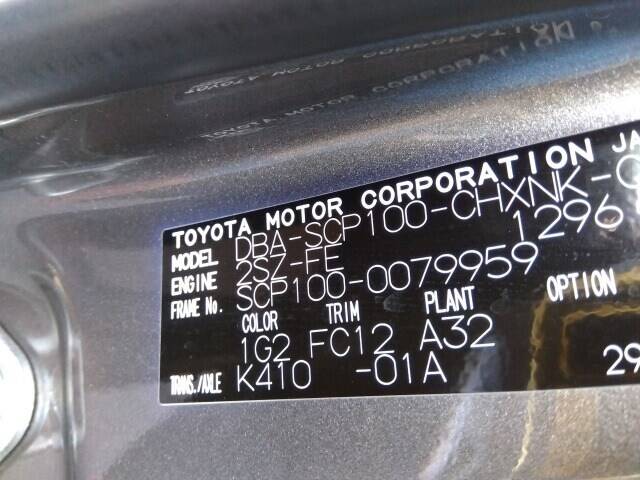 TOYOTA MOTOR CORPORATION
TOYOTA MOTOR CORPORATION JA
MODEL DBA-SCP100-CHXNK-
ENGINE 2SZ-FE 1296
FRAME No. SCP100-0079959
COLOR TRIM PLANT OPTION
1G2 FC12 A32
TRANS./AXLE K410 -01A 29